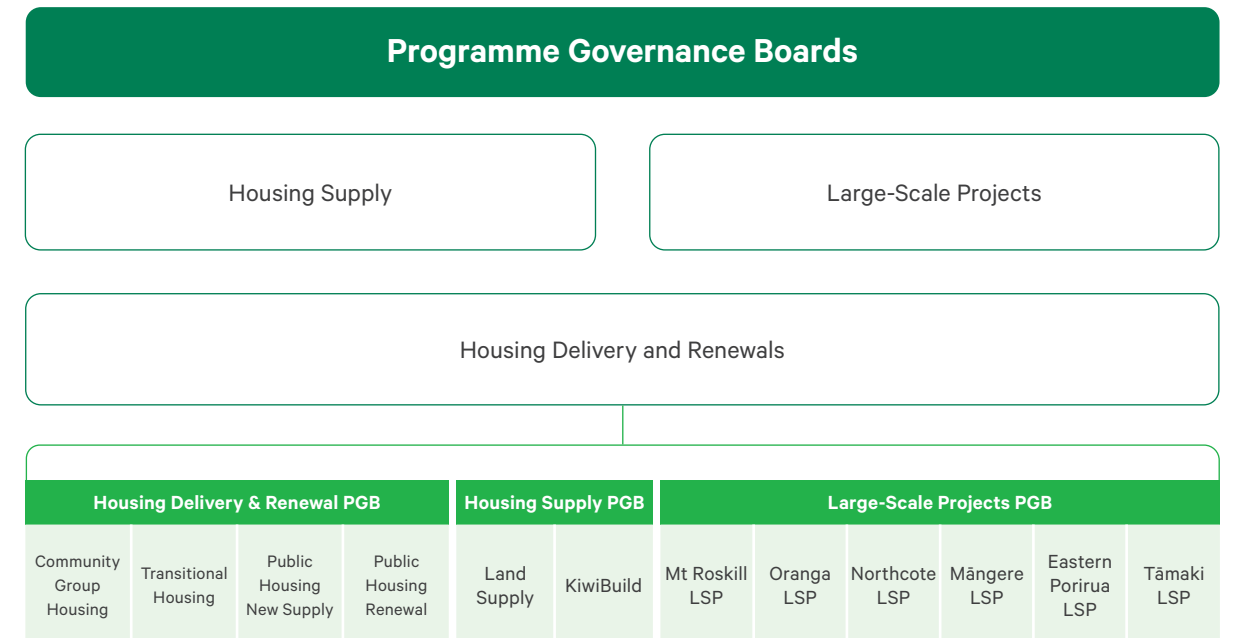 Programme Governance Boards
Housing Supply
Large-Scale Projects
Housing Delivery and Renewals
Housing Delivery & Renewal PGB
Housing Supply PGB
Large-Scale Projects PGB
Community
Group
Housing
Transitional
Housing
Public
Housing
New Supply
Public
Housing
Renewal
Land
Supply
KiwiBuild
Mt Roskill
LSP
Oranga
LSP
Northcote
LSP
Māngere
LSP
Eastern
Porirua
LSP
Tāmaki
LSP